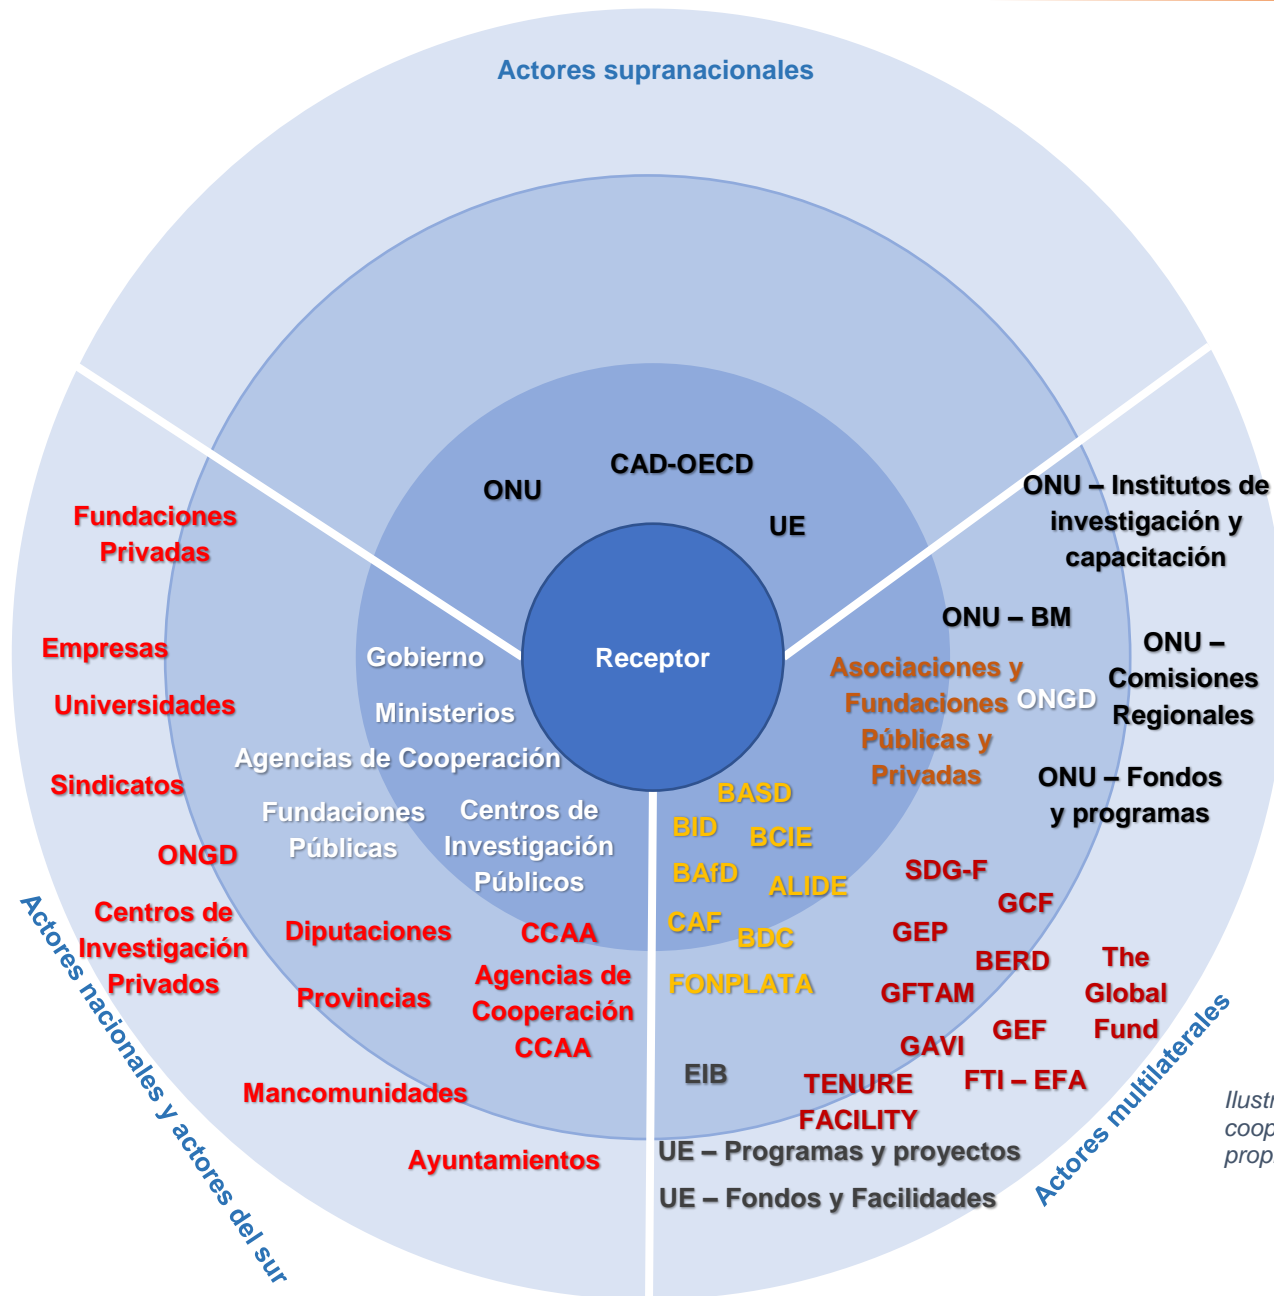 Actores supranacionales
ONU
CAD-OECD
UE
Receptor
Fundaciones
Privadas
Empresas
Universidades
Sindicatos
ONGD
Centros de
Investigación
Privados
Gobierno
Ministerios
Agencias de Cooperación
Fundaciones
Públicas
Centros de
Investigación
Públicos
Diputaciones
CCAA
Provincias
Agencias de
Cooperación
CCAA
Mancomunidades
Ayuntamientos
Actores nacionales y actores del sur
ONU – Institutos de
investigación y
capacitación
ONU – BM
ONU –
Comisiones
Regionales
Asociaciones y
Fundaciones
Públicas y
Privadas
ONGD
ONU – Fondos
y programas
BASD
BID
BCIE
BAfD
ALIDE
CAF
BDC
FONPLATA
SDG-F
GCF
GEP
BERD
The
Global
Fund
GFTAM
GEF
GAVI
FTI – EFA
EIB
TENURE
FACILITY
UE – Programas y proyectos
UE – Fondos y Facilidades
Actores multilaterales
Ilustr
coop
prop